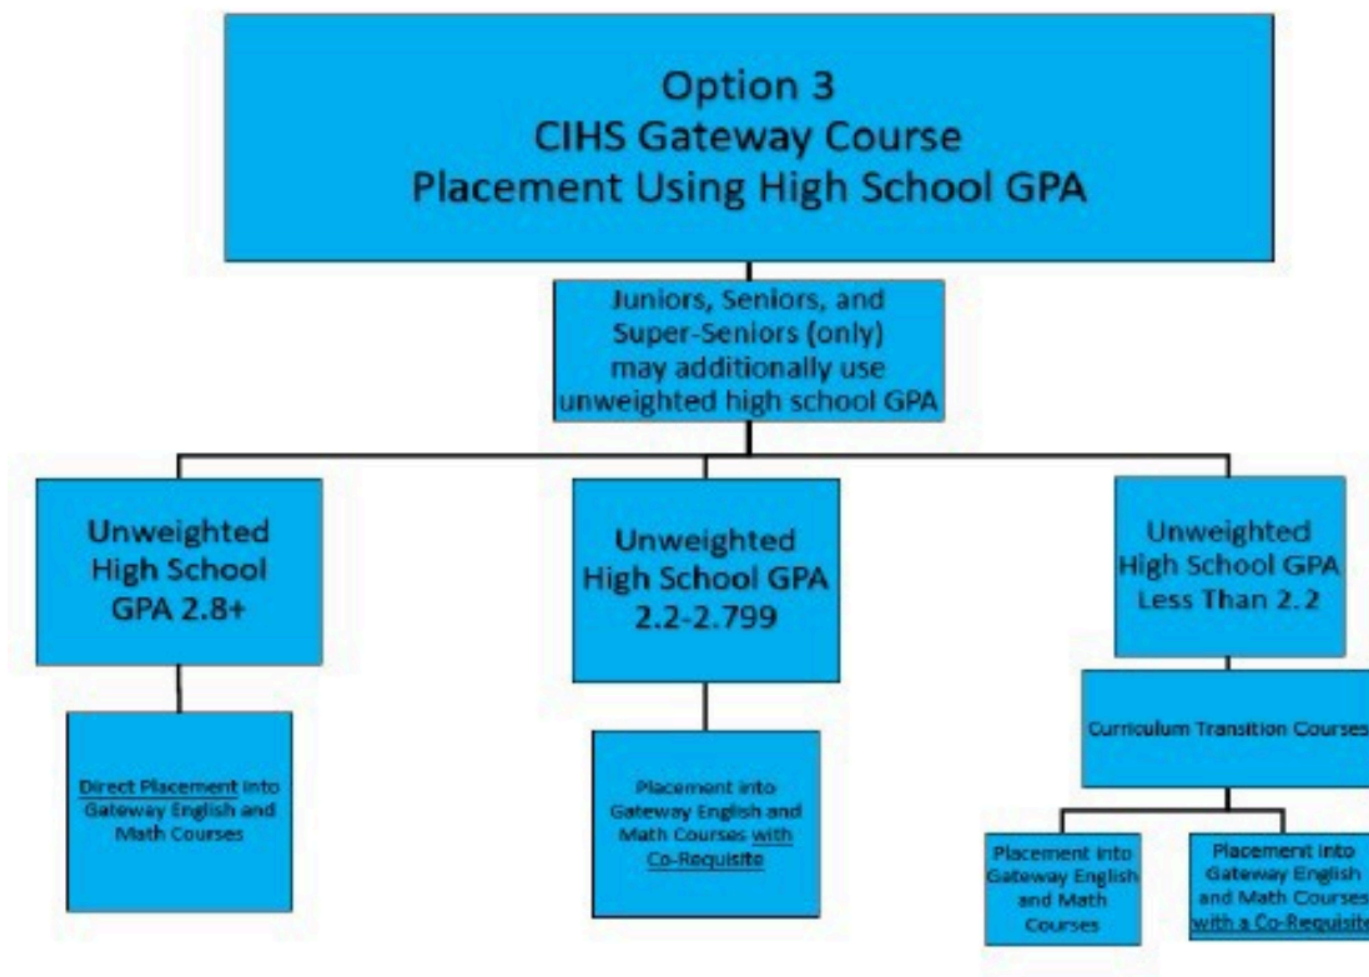 Option 3
CIHS Gateway Course
Placement Using High School GPA
Juniors, Seniors, and
Super-Seniors (only)
may additionally use
unweighted high school GPA
Unweighted
High School
GPA 2.8+
Unweighted
High School GPA
2.2-2.799
Unweighted
High School GPA
Less Than 2.2
Direct Placement into
Gateway English and
Math Courses
Placement into
Gateway English and
Math Courses with
Co-Requisite
Curriculum Transition Courses
Placement into
Gateway English
and Math
Courses
Placement into
Gateway English
and Math Courses
with a Co-Requisite